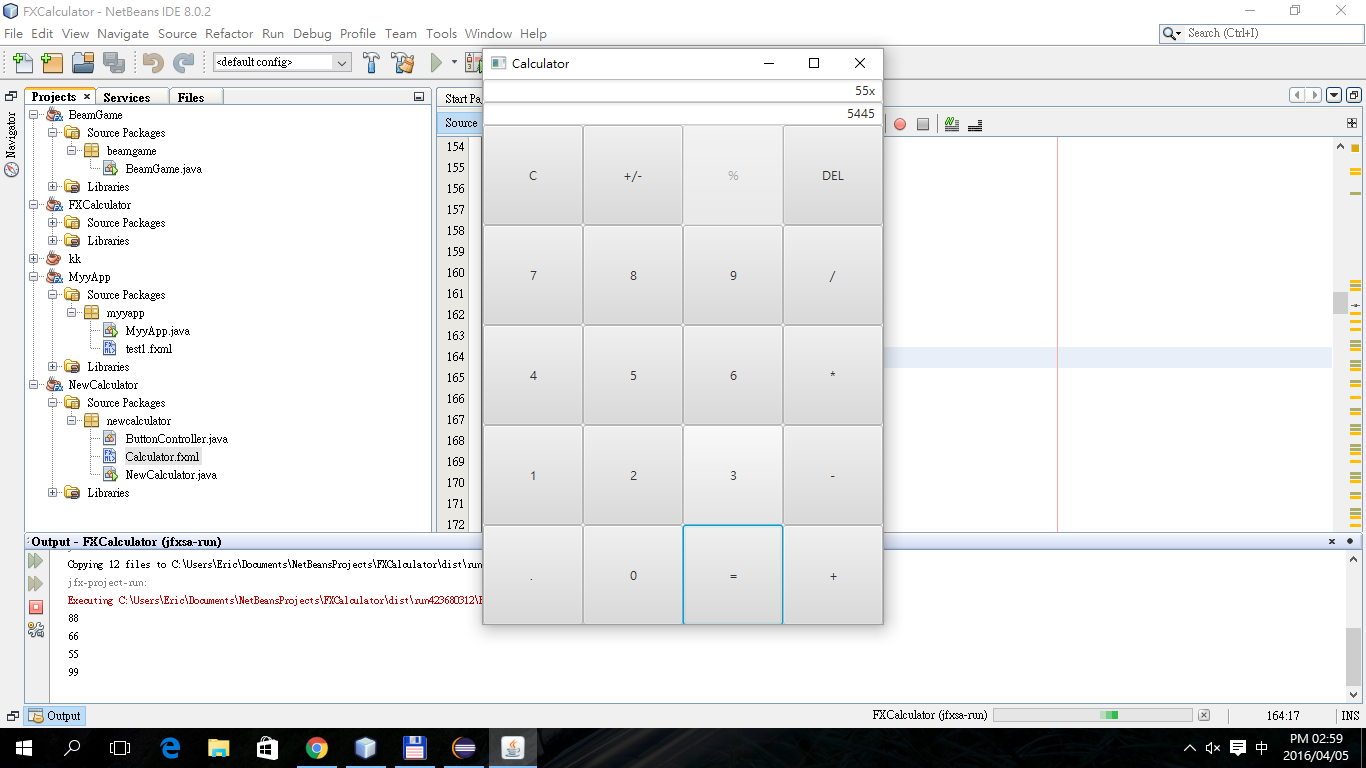 FXCalculator - NetBeans IDE 8.0.2
File Edit View Navigate Source Refactor Run Debug Profile Team Tools Window Help
Search (Ctrl+I)
<default config>
Projects
Services
Files
Navigator
BeamGame
Source Packages
beamgame
BeamGame.java
Libraries
FXCalculator
Source Packages
Libraries
kk
MyyApp
Source Packages
myyapp
MyyApp.java
test1.fxml
Libraries
NewCalculator
Source Packages
newcalculator
ButtonController.java
Calculator.fxml
NewCalculator.java
Libraries
Start Pa
Source
154
155
156
157
158
159
160
161
162
163
164
165
166
167
168
169
170
171
172
Calculator
55x
5445
C +/- % DEL
7 8 9 /
4 5 6 *
1 2 3 -
. 0 = +
Output - FXCalculator (jfxsa-run)
Copying 12 files to C:\Users\Eric\Documents\NetBeansProjects\FXCalculator\dist\run
jfx-project-run:
Executing C:\Users\Eric\Documents\NetBeansProjects\FXCalculator\dist\run423680312\
88
66
55
99
Output
FXCalculator (jfxsa-run)
164:17
INS
中
PM 02:59
2016/04/05